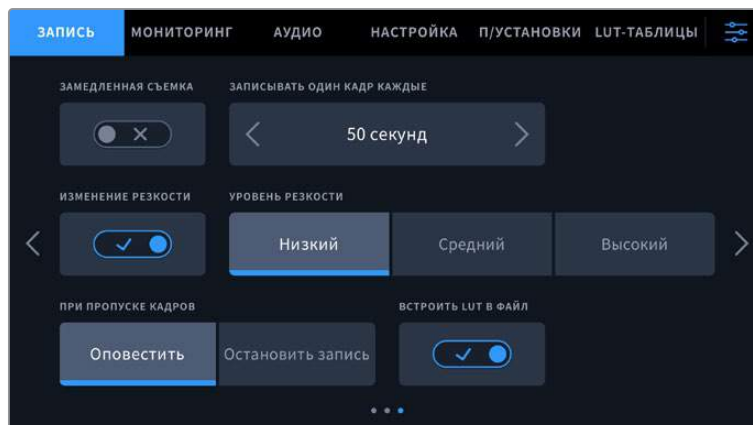 ЗАПИСЬ МОНИТОРИНГ АУДИО НАСТРОЙКА П/УСТАНОВКИ LUT-ТАБЛИЦЫ
ЗАМЕДЛЕННАЯ СЪЕМКА ЗАПИСЫВАТЬ ОДИН КАДР КАЖДЫЕ
50 секунд
ИЗМЕНЕНИЕ РЕЗКОСТИ УРОВЕНЬ РЕЗКОСТИ
Низкий Средний Высокий
ПРИ ПРОПУСКЕ КАДРОВ ВСТРОИТЬ LUT В ФАЙЛ
Оповестить Остановить запись